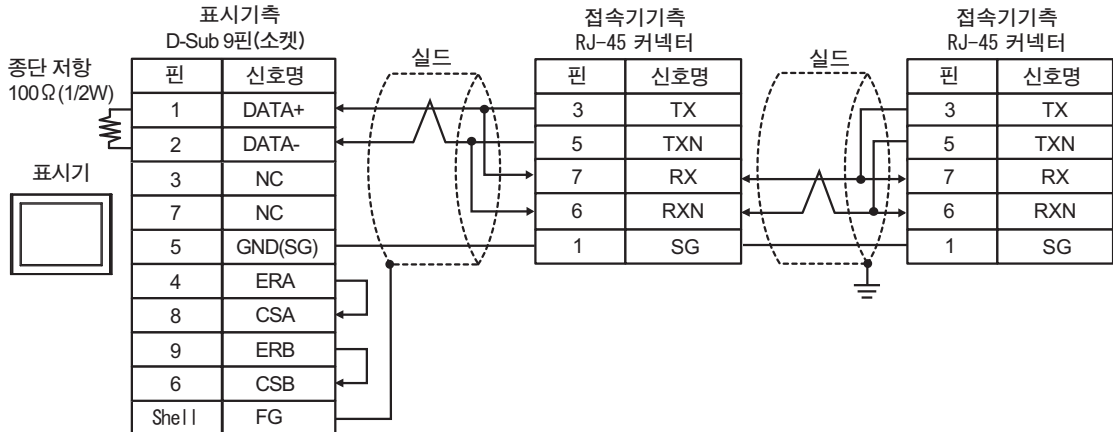 표시기측
D-Sub 9핀(소켓)
종단 저항
100Ω(1/2W)
표시기
핀 신호명
1 DATA+
2 DATA-
3 NC
7 NC
5 GND(SG)
4 ERA
8 CSA
9 ERB
6 CSB
Shell FG
실드
접속기기측
RJ-45 커넥터
핀 신호명
3 TX
5 TXN
7 RX
6 RXN
1 SG
실드
접속기기측
RJ-45 커넥터
핀 신호명
3 TX
5 TXN
7 RX
6 RXN
1 SG